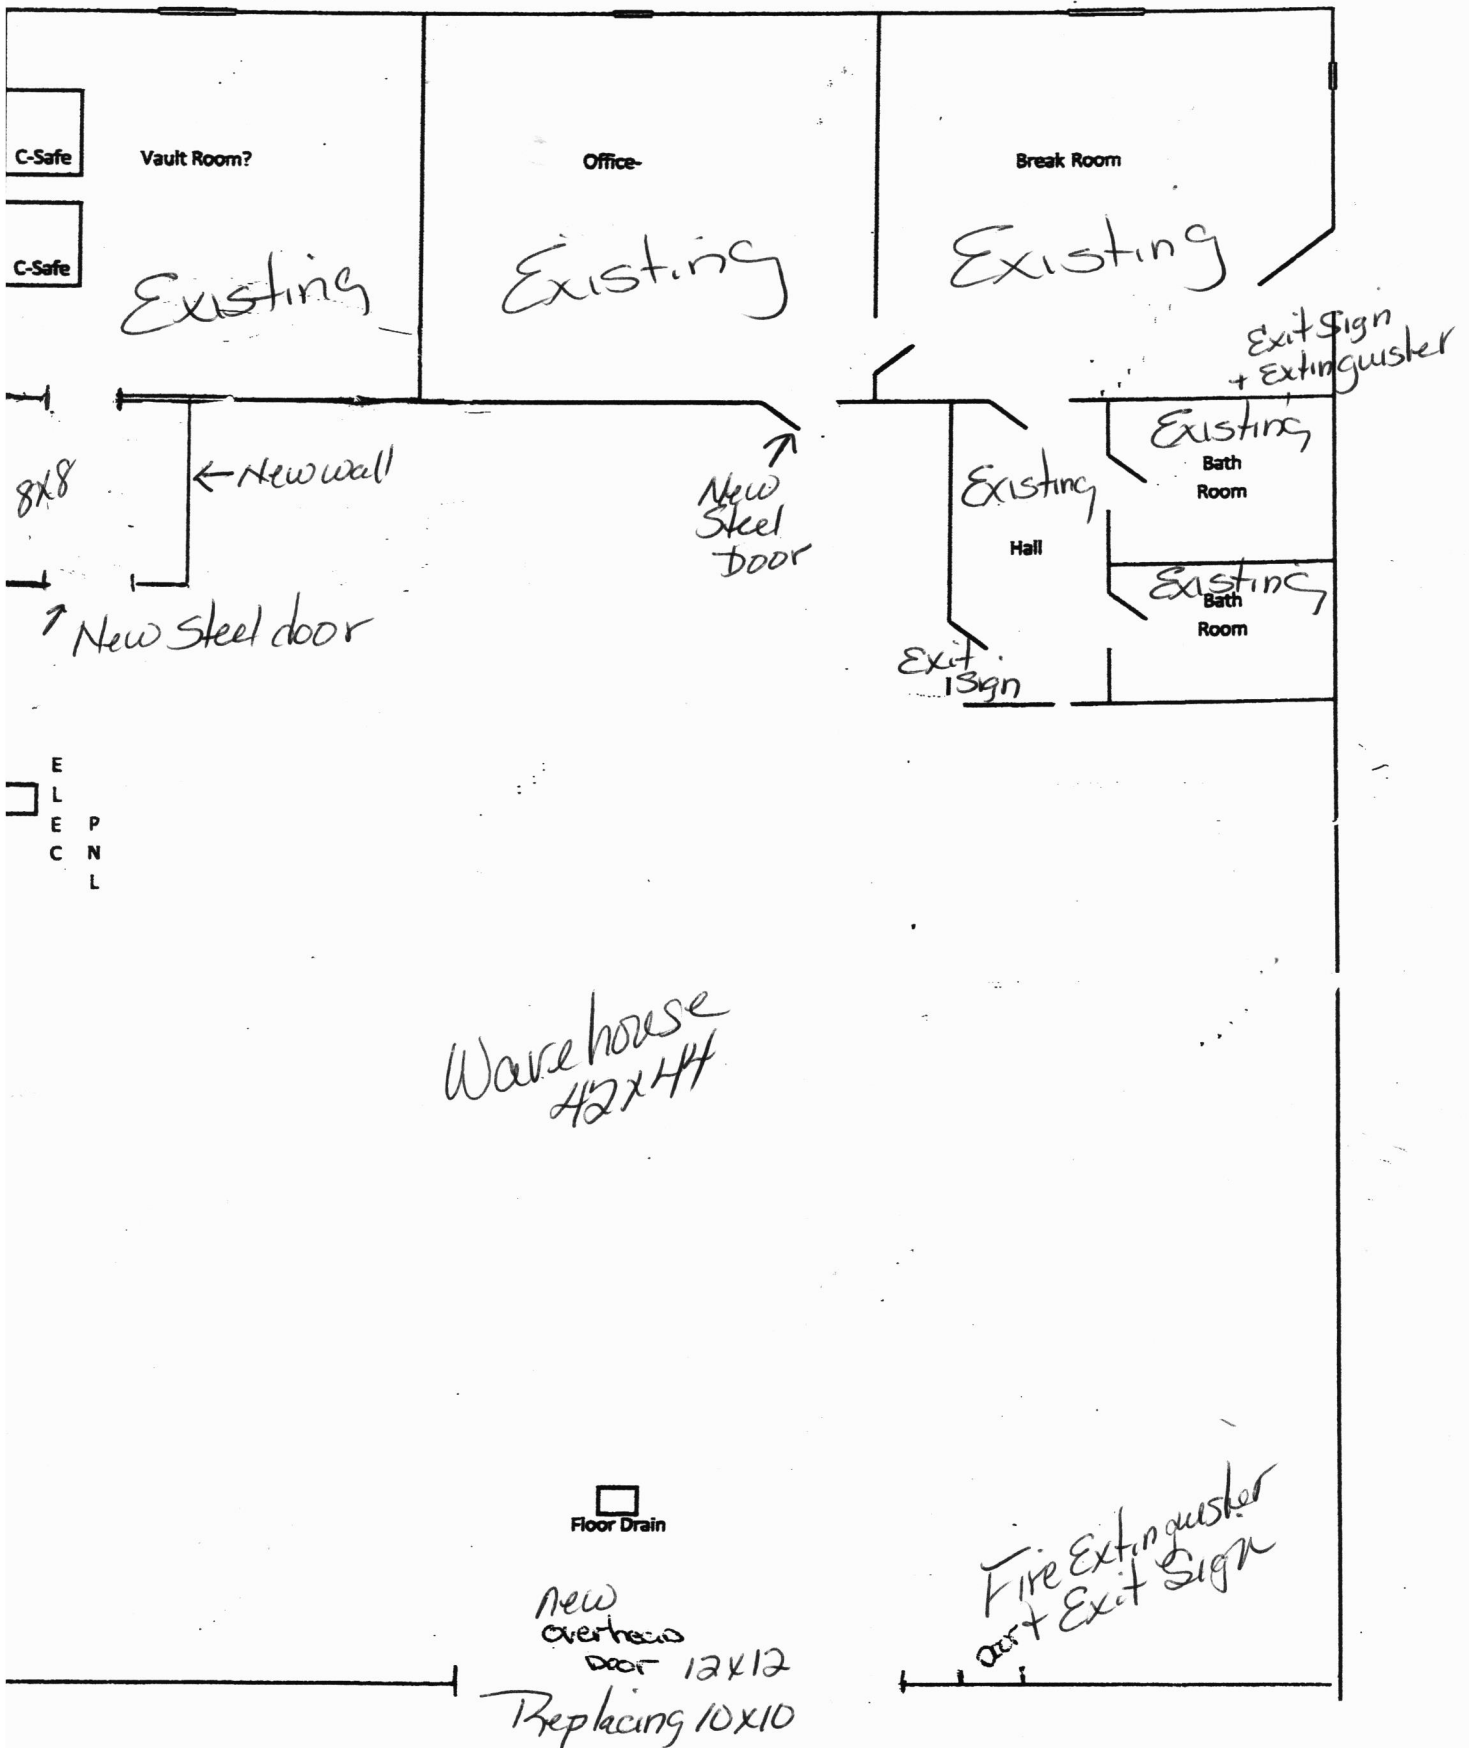 C-Safe
Vault Room?
Office-
Break Room
C-Safe
Existing
Existing
Existing
Exit Sign
+ Extinguisher
8x8
←New wall
New
Steel
Door
Existing
Hall
Existing
Bath
Room
Existing
Bath
Room
New Steel door
Exit
Sign
E
L
E
C
P
N
L
Warehouse
42x44
Floor Drain
new
overhead
Door 12x12
Replacing 10x10
Fire Extinguisher
+ Exit Sign
Door